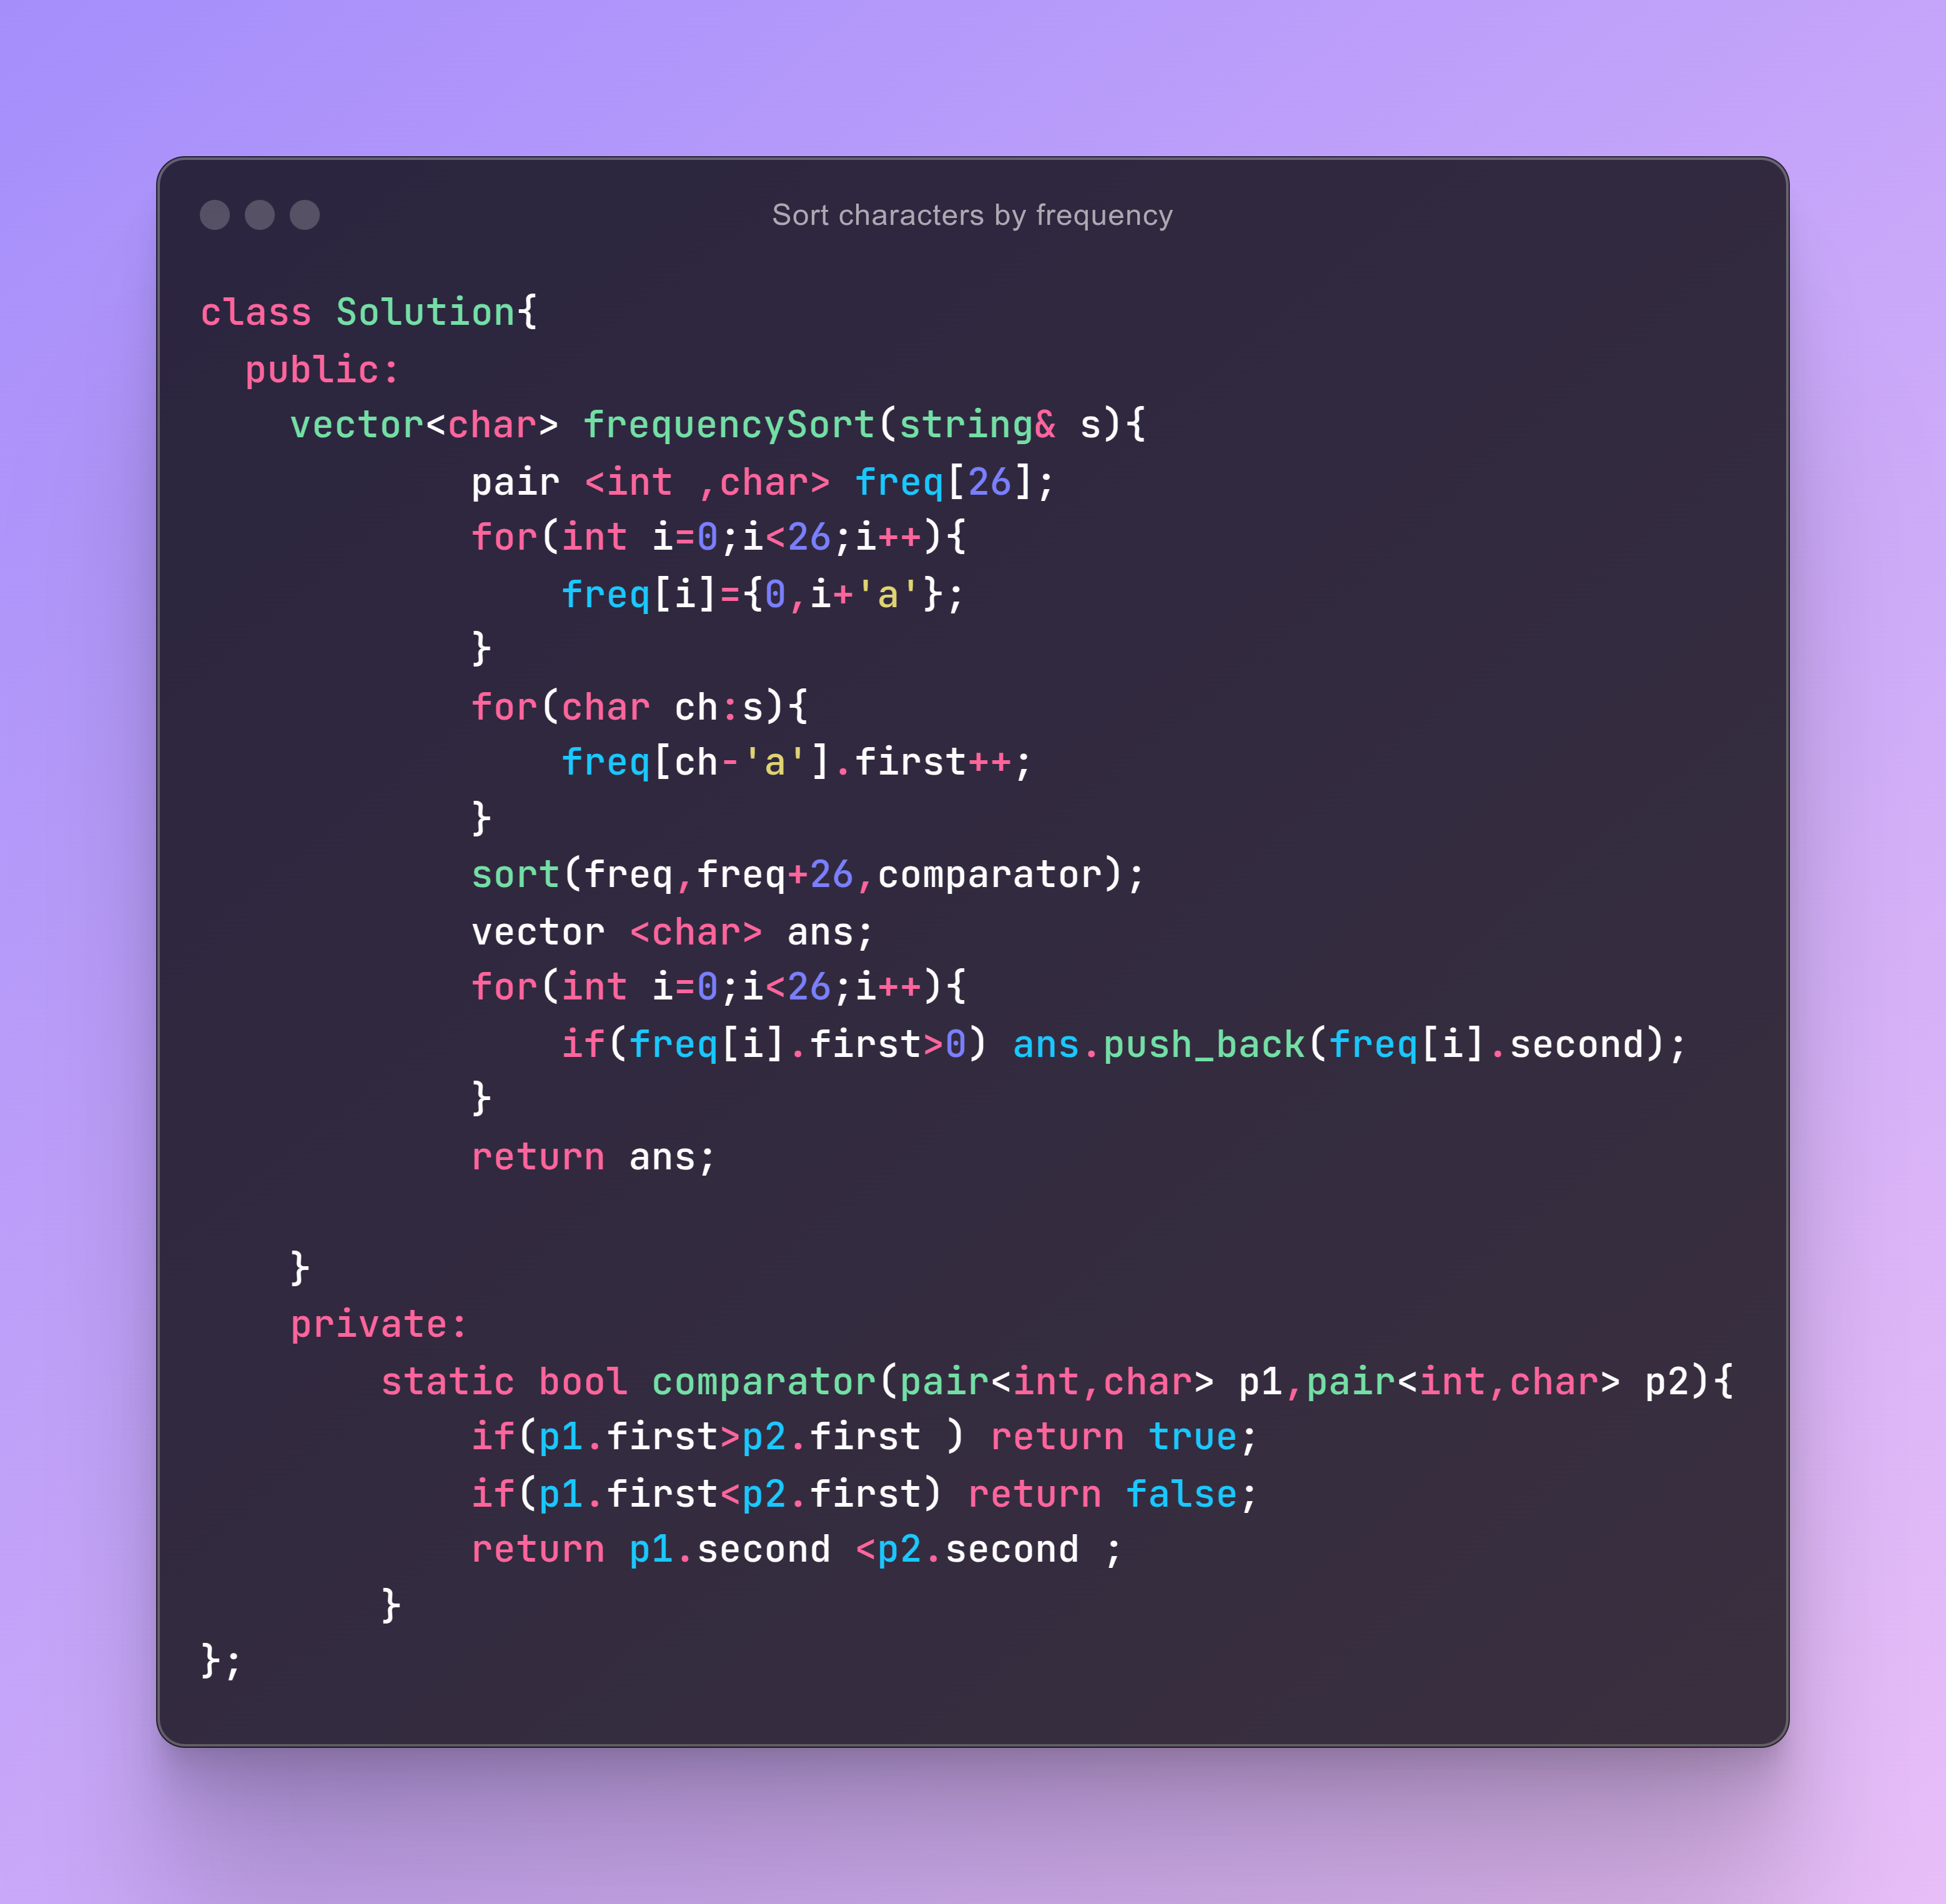 Sort characters by frequency
class Solution{
  public:
    vector<char> frequencySort(string& s){
            pair <int ,char> freq[26];
            for(int i=0;i<26;i++){
                freq[i]={0,i+'a'};
            }
            for(char ch:s){
                freq[ch-'a'].first++;
            }
            sort(freq,freq+26,comparator);
            vector <char> ans;
            for(int i=0;i<26;i++){
                if(freq[i].first>0) ans.push_back(freq[i].second);
            }
            return ans;

    }
    private:
        static bool comparator(pair<int,char> p1,pair<int,char> p2){
            if(p1.first>p2.first ) return true;
            if(p1.first<p2.first) return false;
            return p1.second <p2.second ;
        }
};